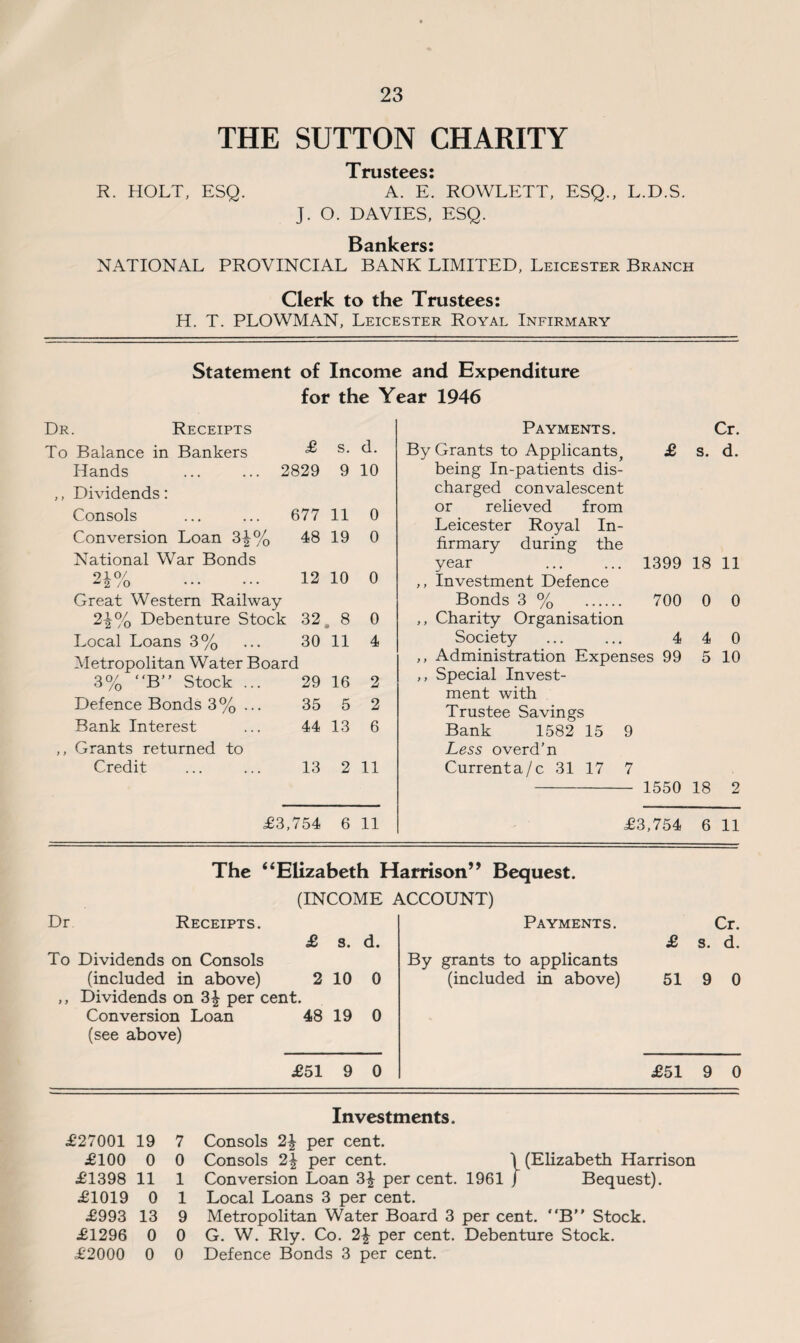 23
THE SUTTON CHARITY
Trustees:
R. HOLT, ESQ. A. E. ROWLETT, ESQ., L.D.S.
J. O. DAVIES, ESQ.
Bankers:
NATIONAL PROVINCIAL BANK LIMITED, Leicester Branch
Clerk to the Trustees:
H. T. PLOWMAN, Leicester Royal Infirmary
Statement of Income and Expenditure
for the Year 1946
Dr. Receipts
To Balance in Bankers £ s. d.
Hands ... ... 2829 9 10
,, Dividends:
Consols ... ... 677 11 0
Conversion Loan 3½% 48 19 0
National War Bonds
2½% ... ... 12 10 0
Great Western Railway
2½% Debenture Stock 32 8 0
Local Loans 3% ... 30 11 4
Metropolitan Water Board
3% "B" Stock ... 29 16 2
Defence Bonds 3% ... 35 5 2
Bank Interest ... 44 13 6
,, Grants returned to
Credit ... ... 13 2 11
£3,754 6 11
Payments. Cr.
By Grants to Applicants, £ s. d.
being In-patients dis-
charged convalescent
or relieved from
Leicester Royal In-
firmary during the
year ... ... 1399 18 11
,, Investment Defence
Bonds 3 % ...... 700 0 0
,, Charity Organisation
Society ... ... 4 4 0
,, Administration Expenses 99 5 10
,, Special Invest-
ment with
Trustee Savings
Bank 1582 15 9
Less overd'n
Current a/c 31 17 7
1550 18 2
£3,754 6 11
The "Elizabeth Harrison" Bequest.
(INCOME ACCOUNT)
Dr Receipts.
£ s. d.
To Dividends on Consols
(included in above) 2 10 0
,, Dividends on 3½ per cent.
Conversion Loan 48 19 0
(see above)
£51 9 0
Payments. Cr.
£ s. d.
By grants to applicants
(included in above) 51 9 0
£51 9 0
Investments.
£27001 19 7 Consols 2½ per cent.
£100 0 0 Consols 2½ per cent. } (Elizabeth Harrison
£1398 11 1 Conversion Loan 3½ per cent. 1961 } Bequest).
£1019 0 1 Local Loans 3 per cent.
£993 13 9 Metropolitan Water Board 3 per cent. "B" Stock.
£1296 0 0 G. W. Rly. Co. 2½ per cent. Debenture Stock.
£2000 0 0 Defence Bonds 3 per cent.